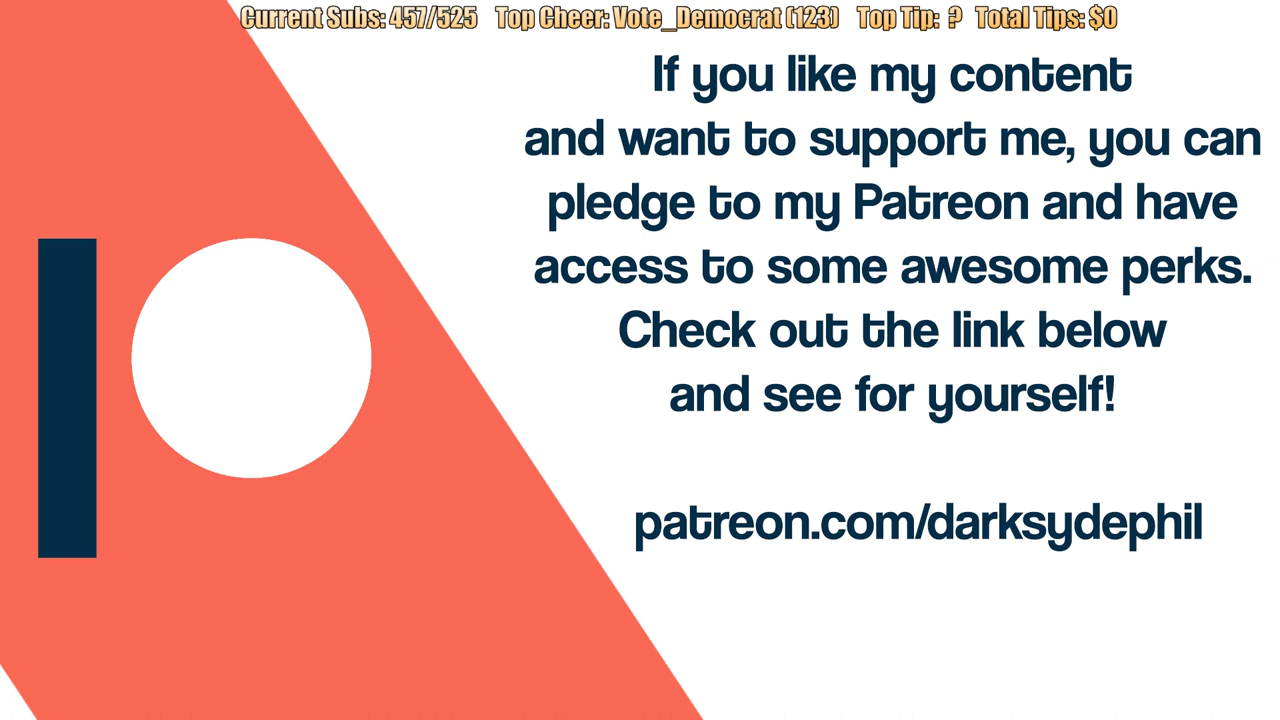 Current Subs: 457/525 Top Cheer: Vote_Democrat (123) Top Tip: ? Total Tips: $0
If you like my content
and want to support me, you can
pledge to my Patreon and have
access to some awesome perks.
Check out the link below
and see for yourself!
patreon.com/darksydephil